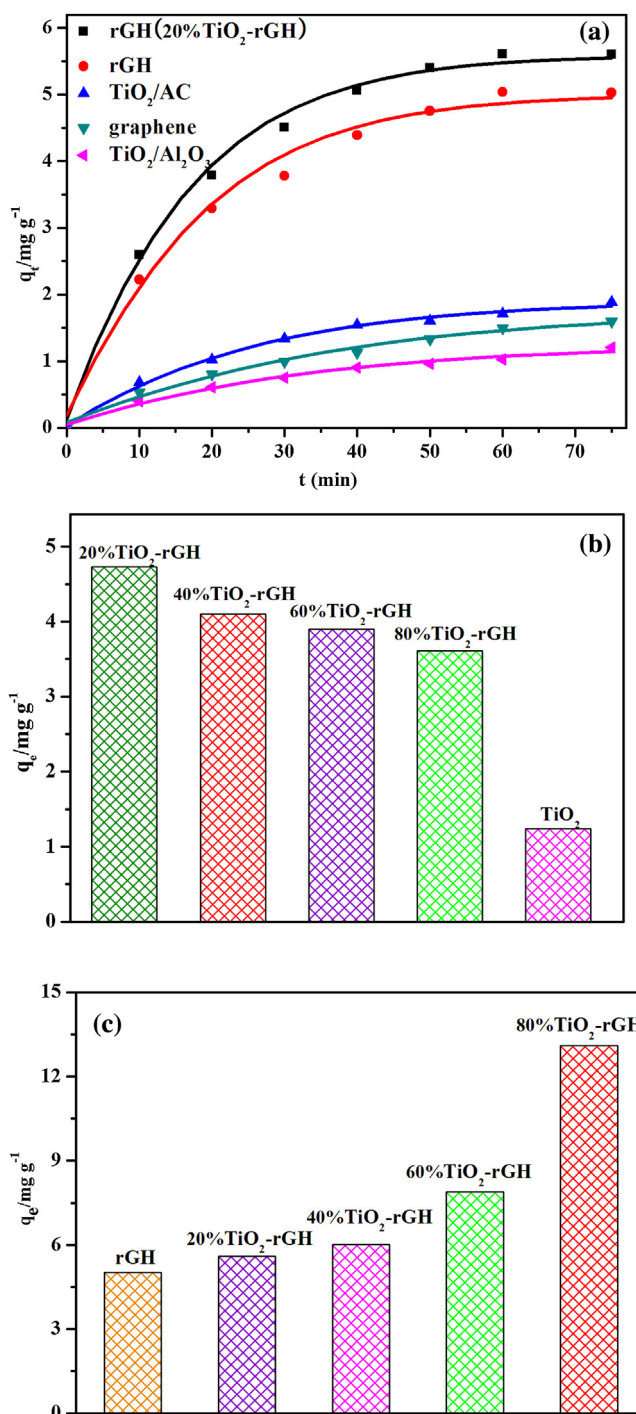 (a)
rGH(20%TiO₂-rGH)
rGH
TiO₂/AC
graphene
TiO₂/Al₂O₃
6
5
4
3
2
1
0
qₜ/mg g⁻¹
0 10 20 30 40 50 60 70
t (min)
(b)
20%TiO₂-rGH
40%TiO₂-rGH
60%TiO₂-rGH
80%TiO₂-rGH
TiO₂
5
4
3
2
1
0
qₑ/mg g⁻¹
(c)
80%TiO₂-rGH
60%TiO₂-rGH
40%TiO₂-rGH
20%TiO₂-rGH
rGH
15
12
9
6
3
0
qe/mg g⁻¹